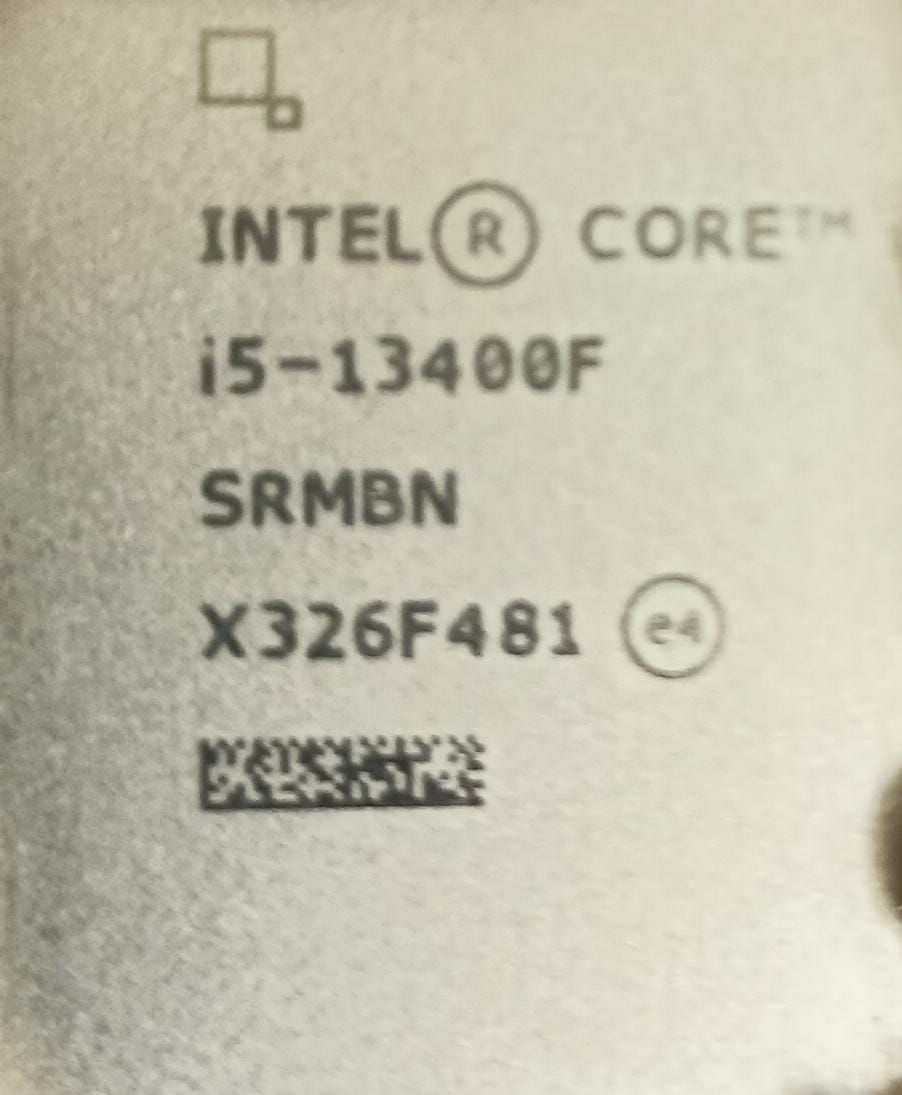 INTEL® CORE™
i5-13400F
SRMBN
X326F481 e4